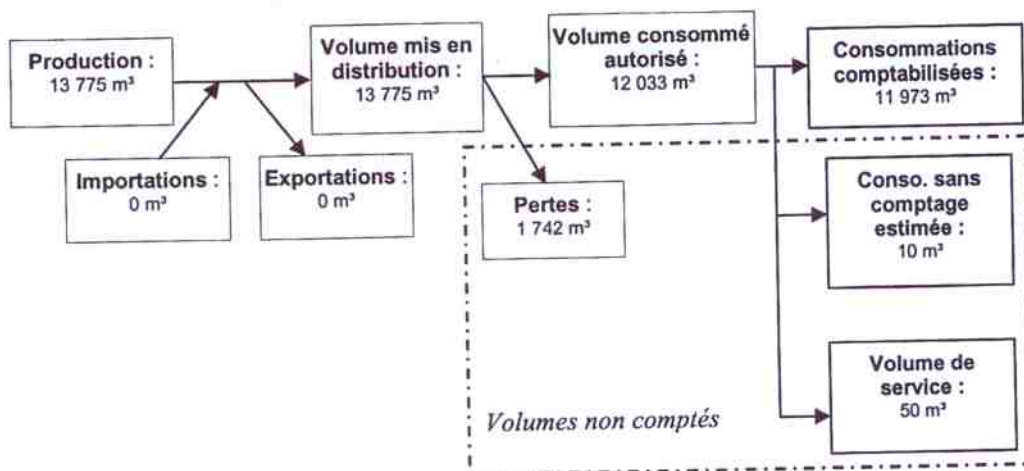 Production :
13 775 m³
Volume mis en
distribution :
13 775 m³
Volume consommé
autorisé :
12 033 m³
Consommations
comptabilisées :
11 973 m³
Importations :
0 m³
Exportations :
0 m³
Pertes :
1 742 m³
Conso. sans
comptage
estimée :
10 m³
Volume de
service :
50 m³
Volumes non comptés